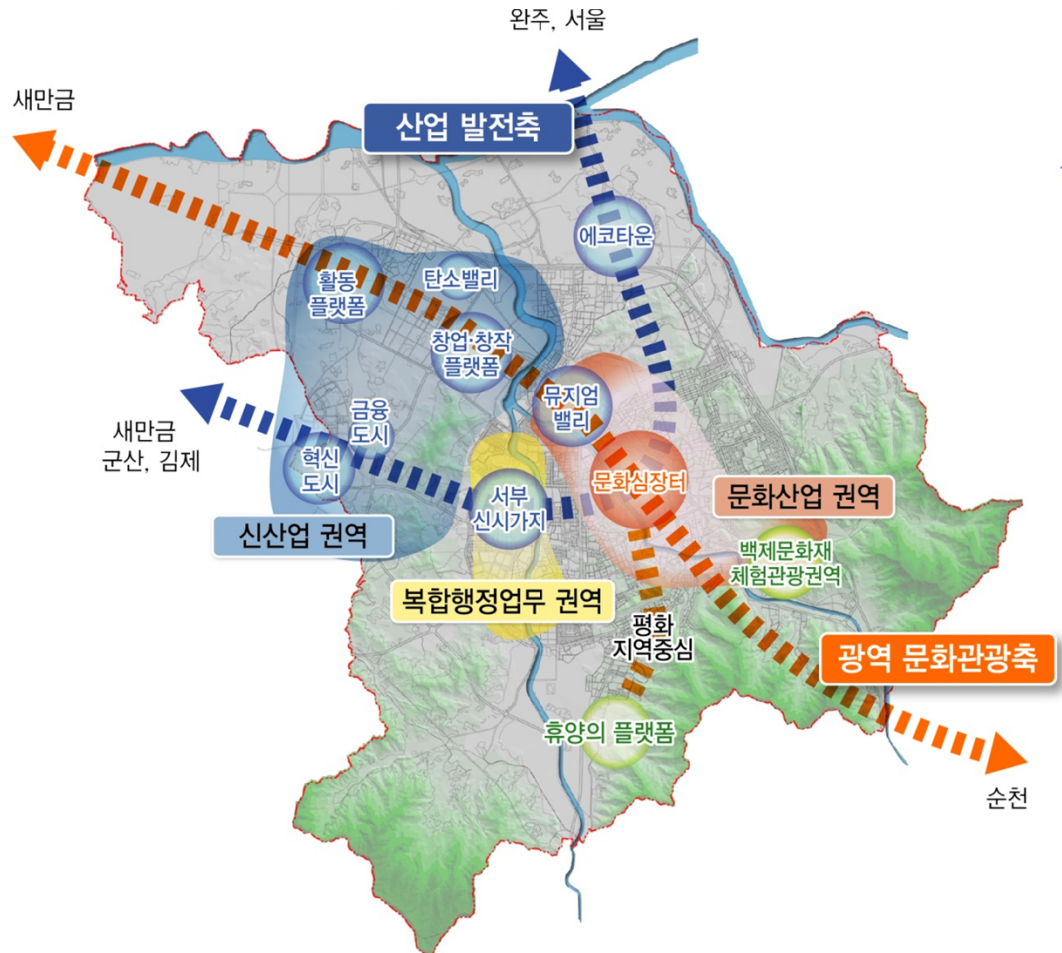 완주, 서울
새만금
산업 발전축
에코타운
활동
플랫폼
탄소밸리
창업·창작
플랫폼
뮤지엄
밸리
새만금
군산, 김제
금융
도시
혁신
도시
서부
신시가지
문화심장터
문화산업 권역
신산업 권역
백제문화재
체험관광권역
복합행정업무 권역
평화
지역중심
광역 문화관광축
휴양의 플랫폼
순천